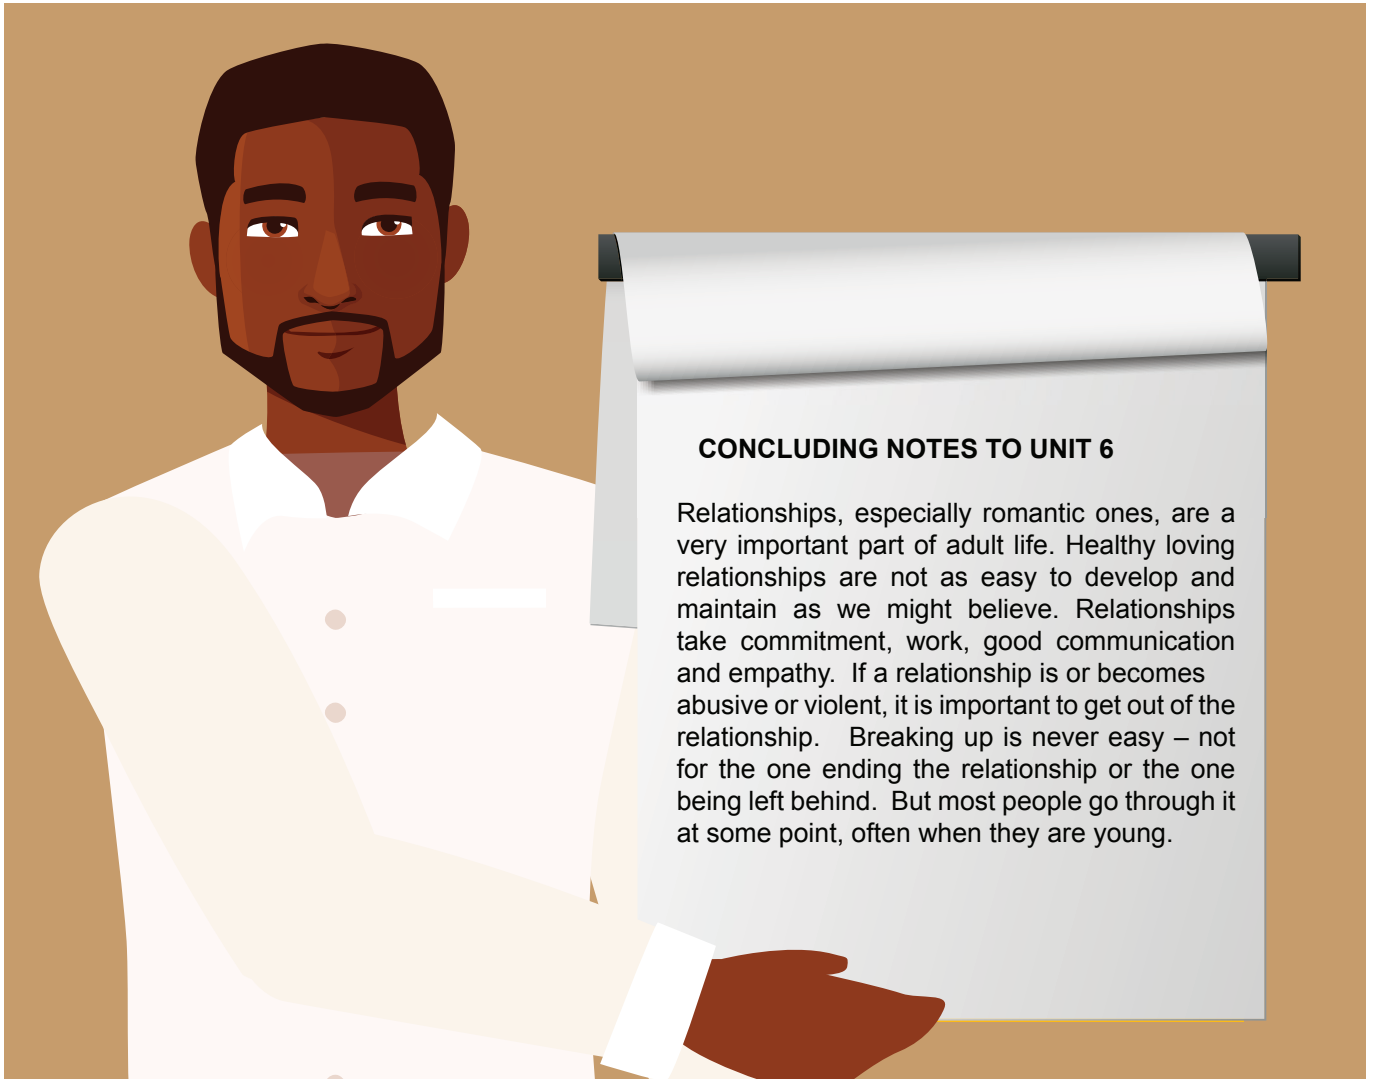 CONCLUDING NOTES TO UNIT 6
Relationships, especially romantic ones, are a
very important part of adult life. Healthy loving
relationships are not as easy to develop and
maintain as we might believe. Relationships
take commitment, work, good communication
and empathy.  If a relationship is or becomes
abusive or violent, it is important to get out of the
relationship.   Breaking up is never easy – not
for the one ending the relationship or the one
being left behind.  But most people go through it
at some point, often when they are young.